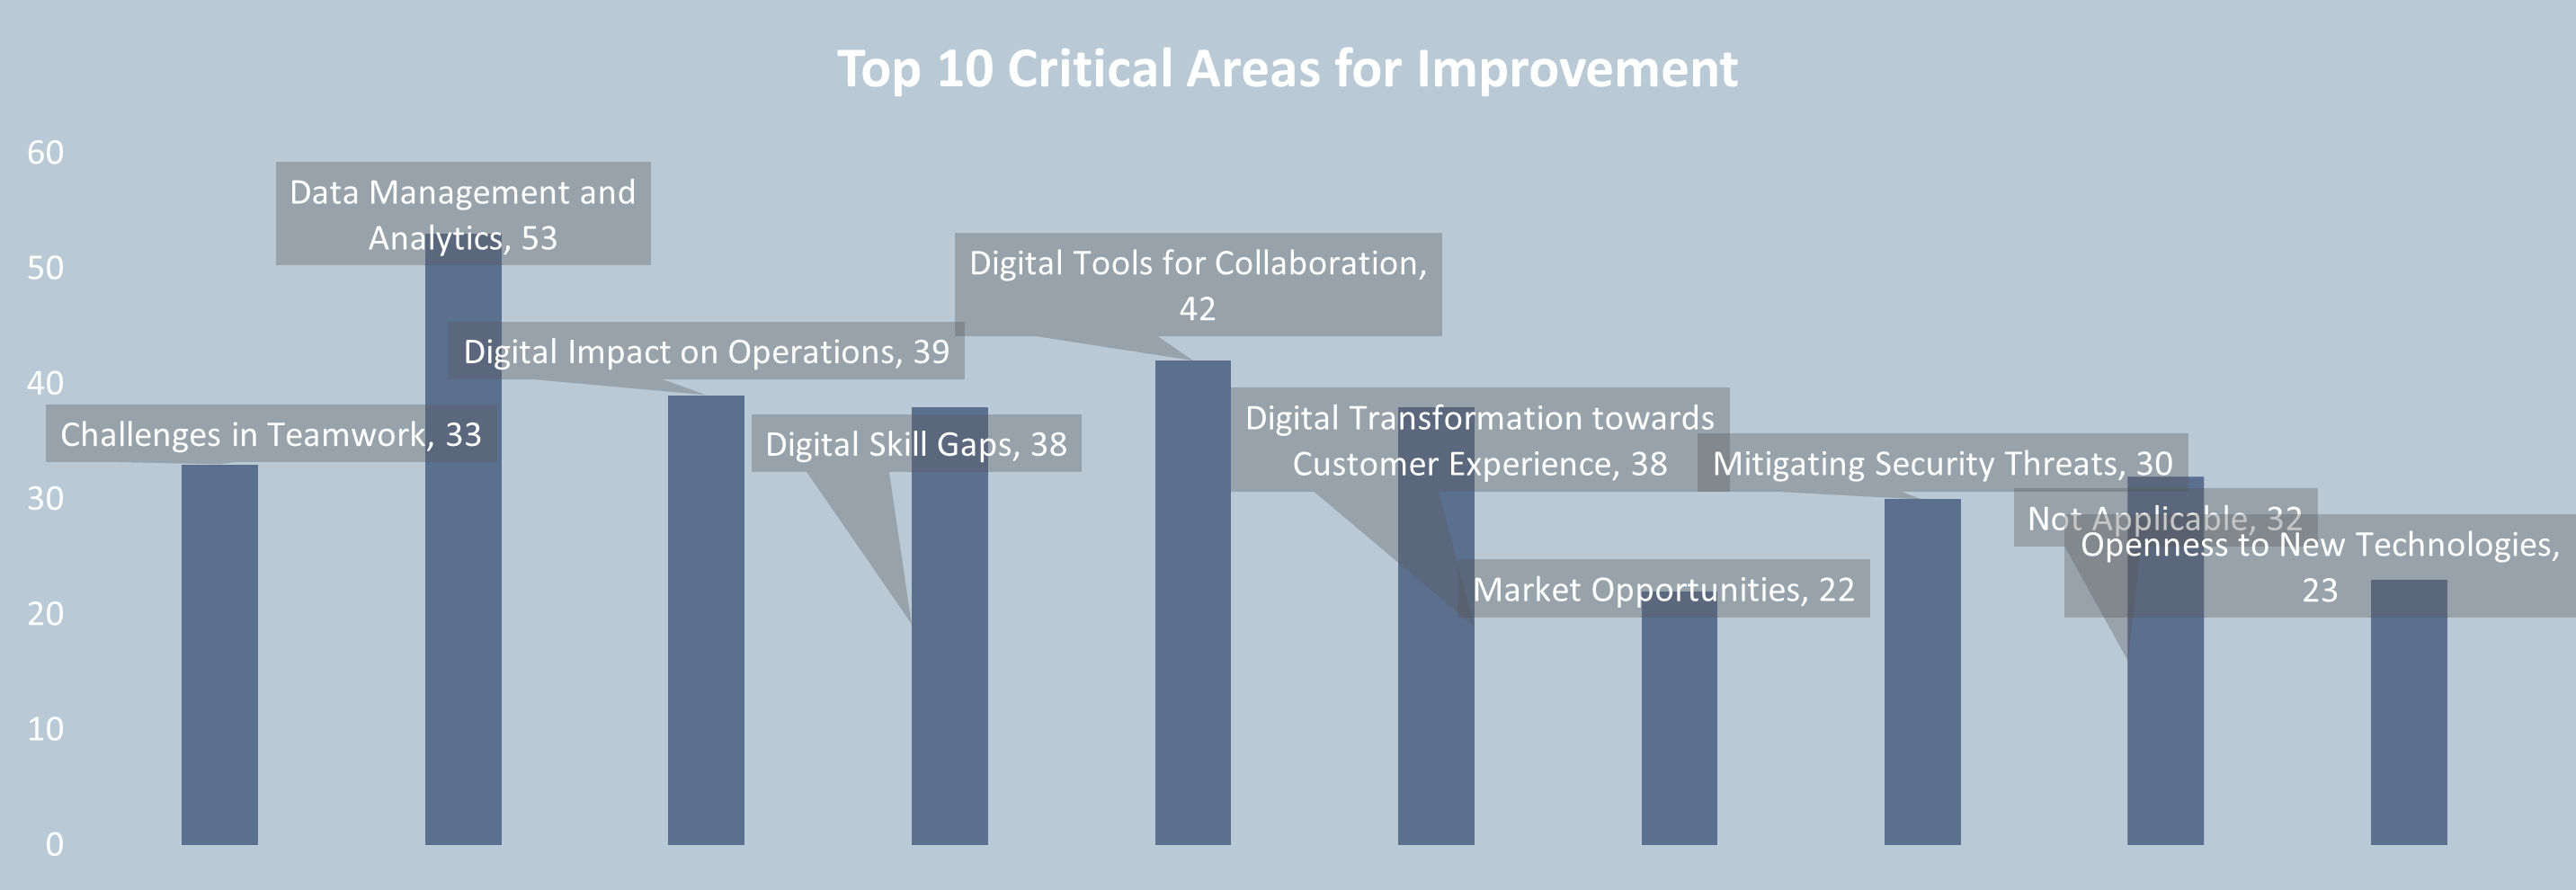 Top 10 Critical Areas for Improvement
60
50
40
30
20
10
0
Challenges in Teamwork, 33
Data Management and
Analytics, 53
Digital Impact on Operations, 39
Digital Skill Gaps, 38
Digital Tools for Collaboration,
42
Digital Transformation towards
Customer Experience, 38
Market Opportunities, 22
Mitigating Security Threats, 30
Not Applicable, 32
Openness to New Technologies,
23